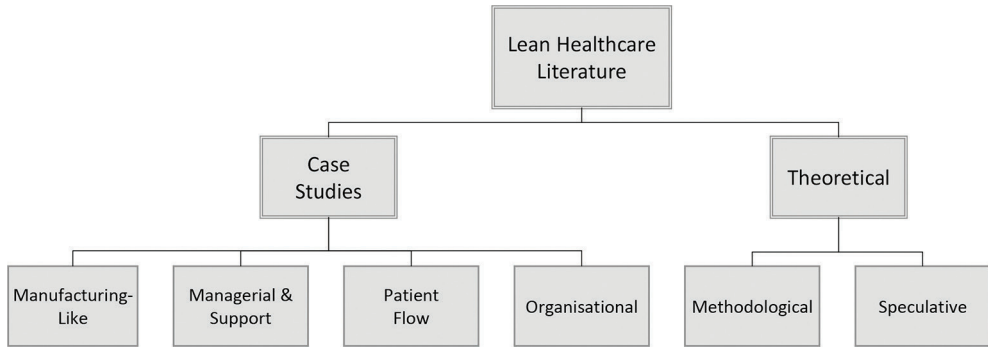 Lean Healthcare
Literature
Case
Studies
Theoretical
Manufacturing-
Like
Managerial &
Support
Patient
Flow
Organisational
Methodological
Speculative